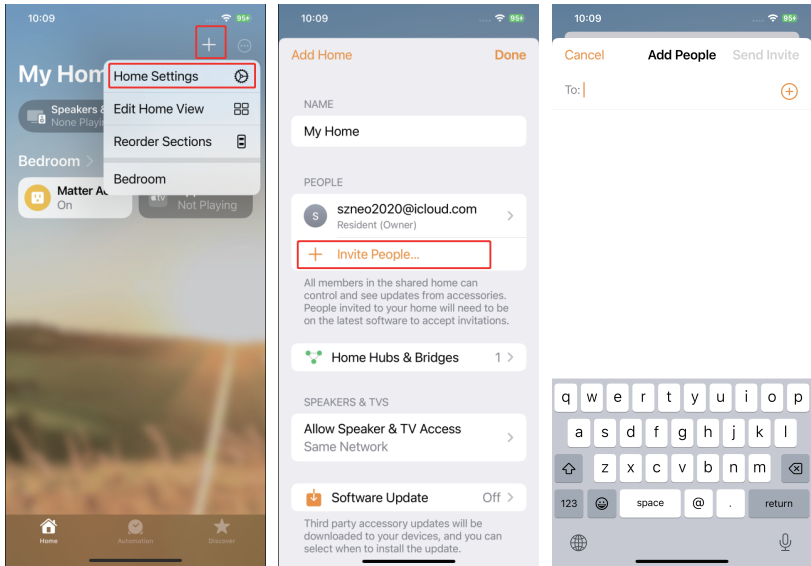 10:09
95+
My Hom
Home Settings
Edit Home View
Reorder Sections
Bedroom
Speakers &
None Playi
Bedroom >
Matter Ac
On
tv
Not Playing
Home
Automation
Discover
10:09
95+
Add Home
Done
NAME
My Home
PEOPLE
S
szneo2020@icloud.com
Resident (Owner)
Invite People...
All members in the shared home can
control and see updates from accessories.
People invited to your home will need to be
on the latest software to accept invitations.
Home Hubs & Bridges
1
SPEAKERS & TVS
Allow Speaker & TV Access
Same Network
Software Update
Off
Third party accessory updates will be
downloaded to your devices, and you can
select when to install the update.
10:09
95+
Cancel
Add People
Send Invite
To:
q w e r t y u i o p
a s d f g h j k l
z x c v b n m
123
space
@
.
return